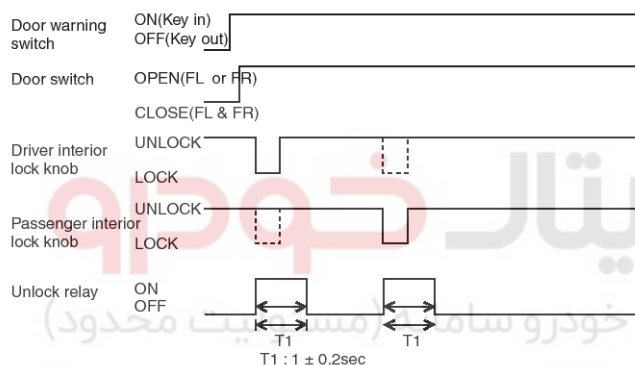 Door warning switch
ON(Key in)
OFF(Key out)
Door switch
OPEN(FL or FR)
CLOSE(FL & FR)
Driver interior lock knob
UNLOCK
LOCK
Passenger interior lock knob
UNLOCK
LOCK
Unlock relay
ON
OFF
T1
T1
T1 : 1 ± 0.2sec
دیجیتال خودرو
خودرو سامانه (مسئولیت محدود)